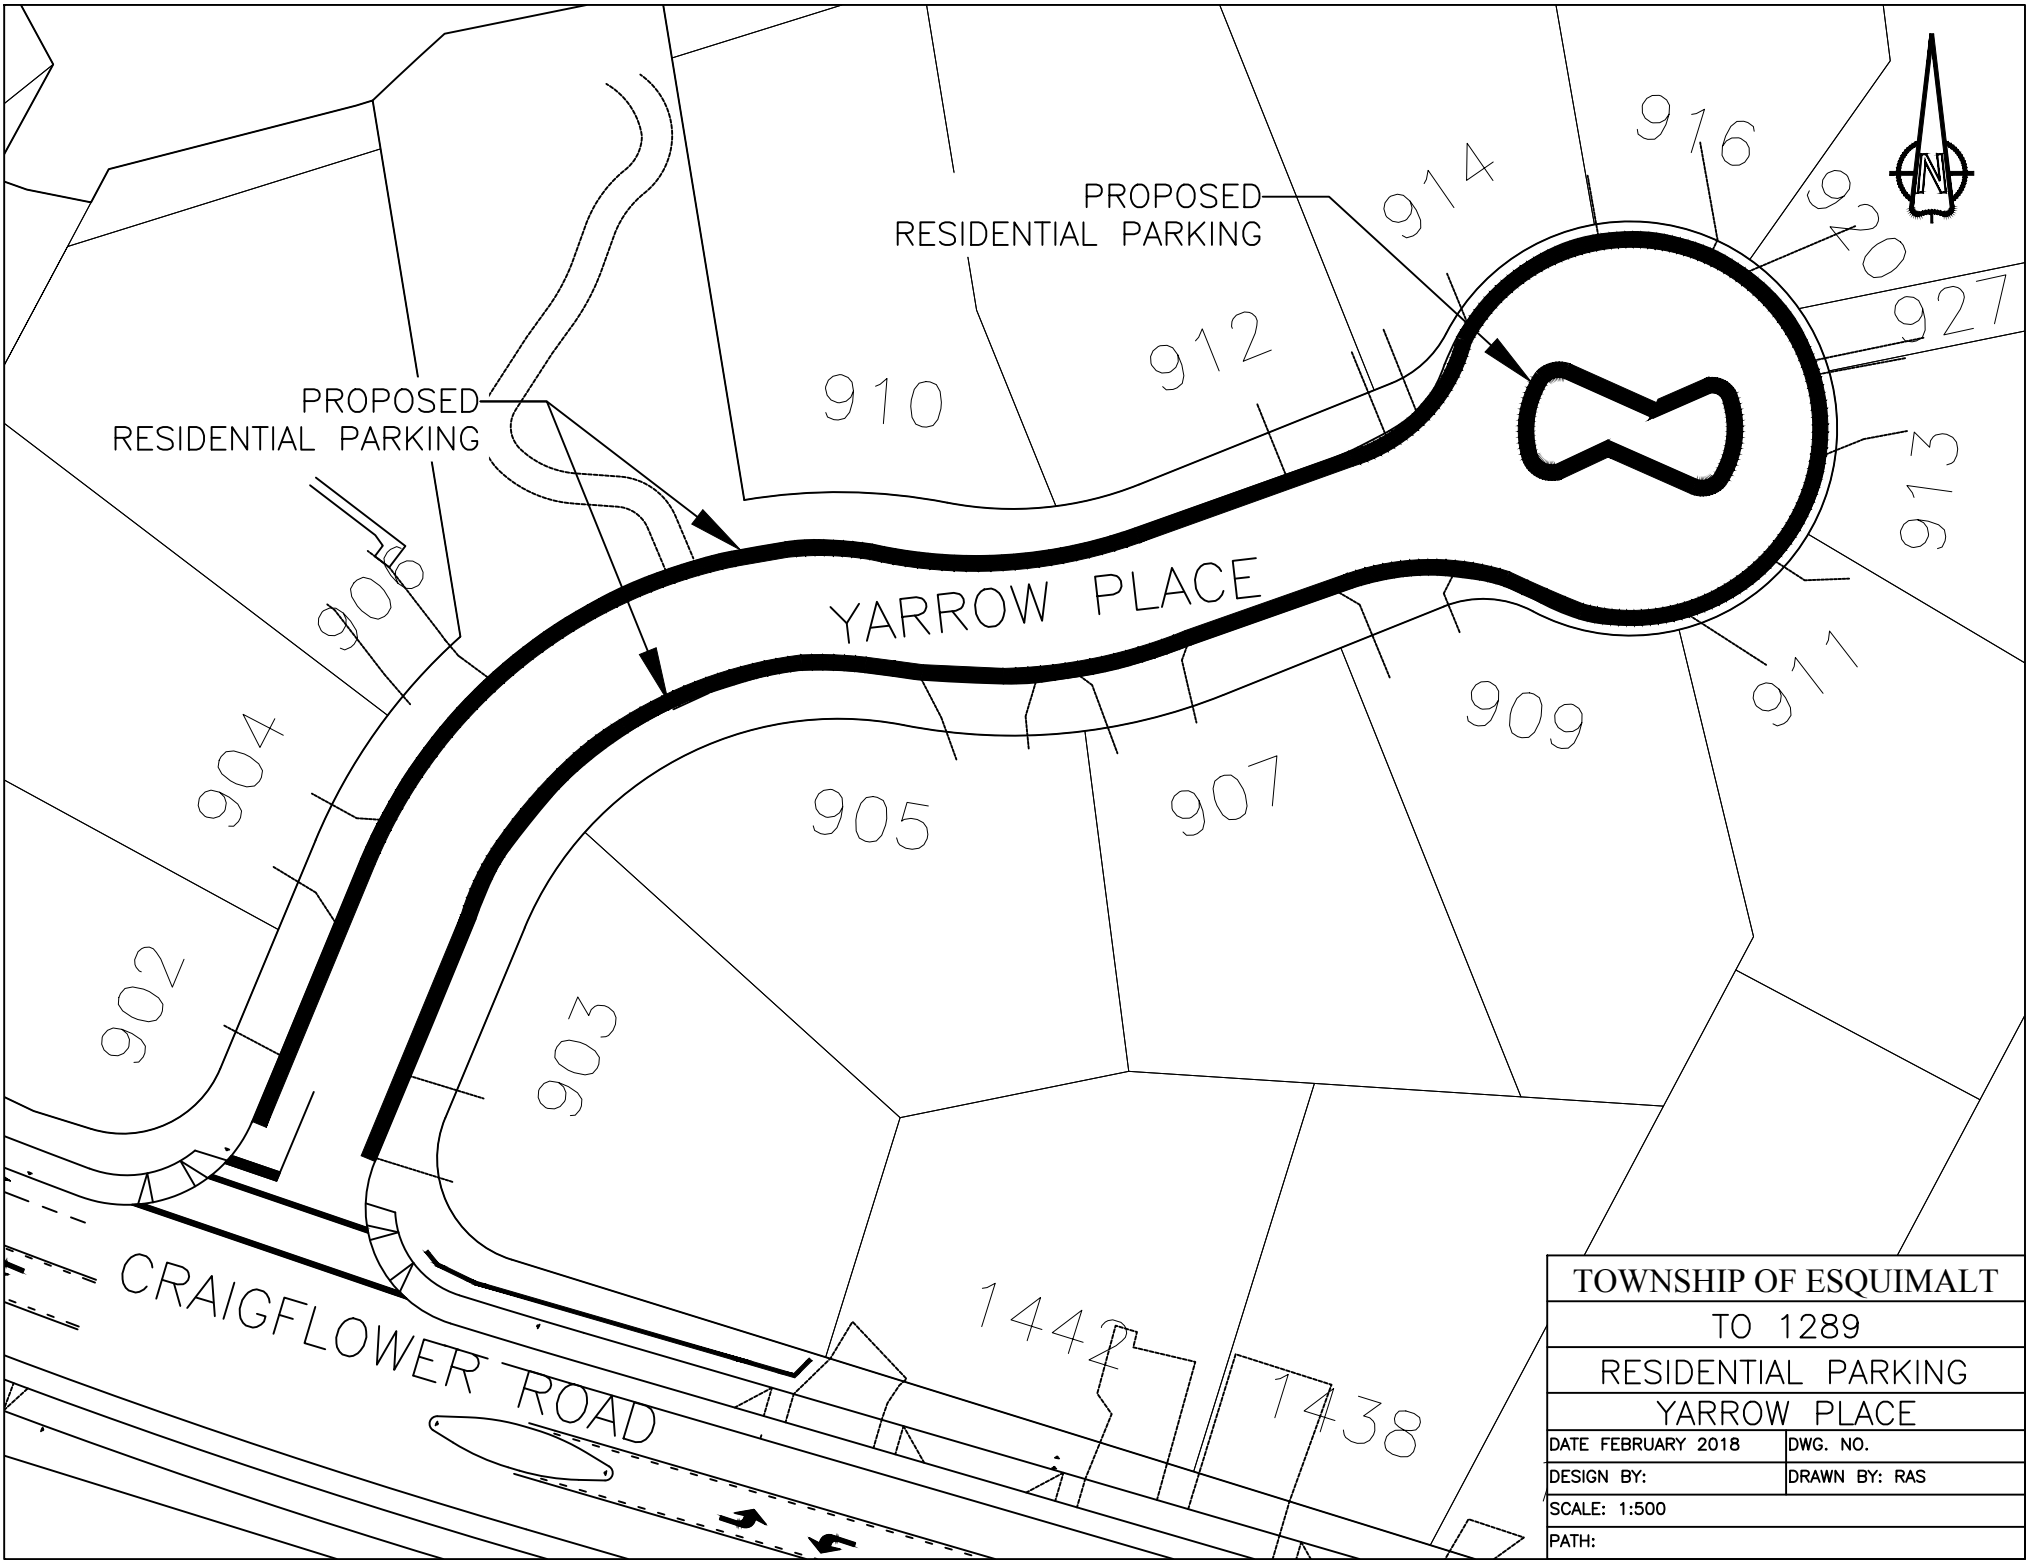 916
N
914
920
PROPOSED
RESIDENTIAL PARKING
927
912
910
PROPOSED
RESIDENTIAL PARKING
913
906
YARROW PLACE
911
909
904
905
907
902
903
CRAIGFLOWER ROAD
1442
1438
TOWNSHIP OF ESQUIMALT
TO 1289
RESIDENTIAL PARKING
YARROW PLACE
DATE FEBRUARY 2018 DWG. NO.
DESIGN BY: DRAWN BY: RAS
SCALE: 1:500
PATH: